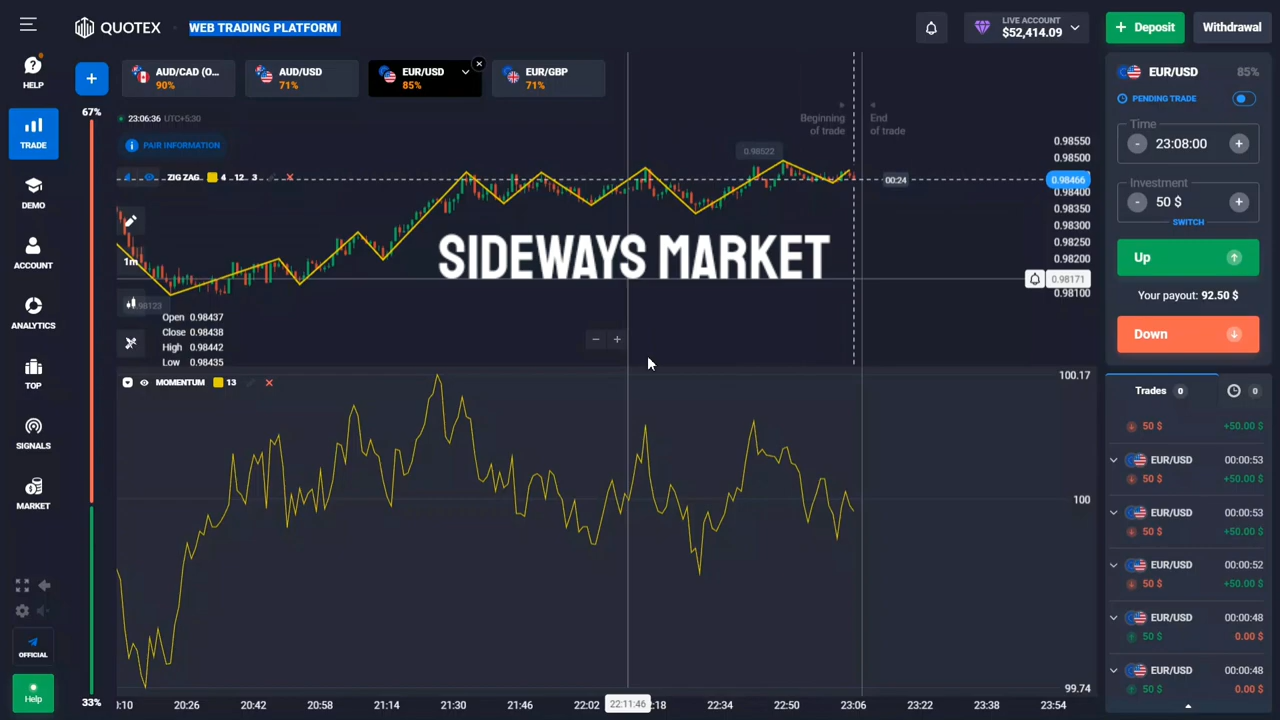 QUOTEX
WEB TRADING PLATFORM
LIVE ACCOUNT
$52,414.09
+ Deposit
Withdrawal
HELP
TRADE
DEMO
ACCOUNT
ANALYTICS
TOP
SIGNALS
MARKET
OFFICIAL
Help
67%
33%
+
AUD/CAD (O...
90%
AUD/USD
71%
EUR/USD
85%
EUR/GBP
71%
23:06:36 UTC+5:30
PAIR INFORMATION
ZIG ZAG 4 12 3
1m
Beginning
of trade
End
of trade
0.98522
00:24
SIDEWAYS MARKET
0.98123
Open 0.98437
Close 0.98438
High 0.98442
Low 0.98435
- +
0.98550
0.98500
0.98466
0.98400
0.98350
0.98300
0.98250
0.98200
0.98171
0.98100
MOMENTUM 13
100.17
100
99.74
:10 20:26 20:42 20:58 21:14 21:30 21:46 22:02 22:11:46 :18 22:34 22:50 23:06 23:22 23:38 23:54
EUR/USD 85%
PENDING TRADE
Time
- 23:08:00 +
Investment
- 50 $ +
SWITCH
Up
Your payout: 92.50 $
Down
Trades 0 0
50 $ +50.00 $
EUR/USD 00:00:53
50 $ +50.00 $
EUR/USD 00:00:53
50 $ +50.00 $
EUR/USD 00:00:52
50 $ +50.00 $
EUR/USD 00:00:48
50 $ 0.00 $
EUR/USD 00:00:48
50 $ 0.00 $